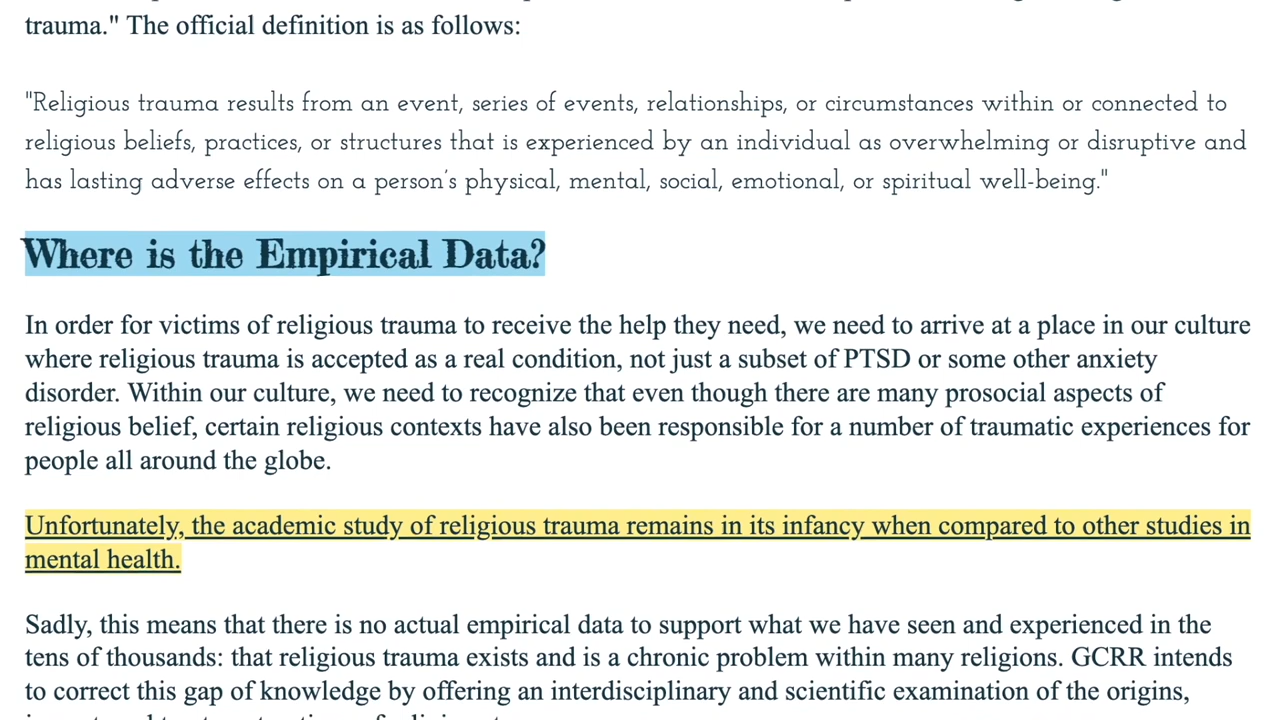 trauma." The official definition is as follows:
"Religious trauma results from an event, series of events, relationships, or circumstances within or connected to
religious beliefs, practices, or structures that is experienced by an individual as overwhelming or disruptive and
has lasting adverse effects on a person's physical, mental, social, emotional, or spiritual well-being."
Where is the Empirical Data?
In order for victims of religious trauma to receive the help they need, we need to arrive at a place in our culture
where religious trauma is accepted as a real condition, not just a subset of PTSD or some other anxiety
disorder. Within our culture, we need to recognize that even though there are many prosocial aspects of
religious belief, certain religious contexts have also been responsible for a number of traumatic experiences for
people all around the globe.
Unfortunately, the academic study of religious trauma remains in its infancy when compared to other studies in
mental health.
Sadly, this means that there is no actual empirical data to support what we have seen and experienced in the
tens of thousands: that religious trauma exists and is a chronic problem within many religions. GCRR intends
to correct this gap of knowledge by offering an interdisciplinary and scientific examination of the origins,